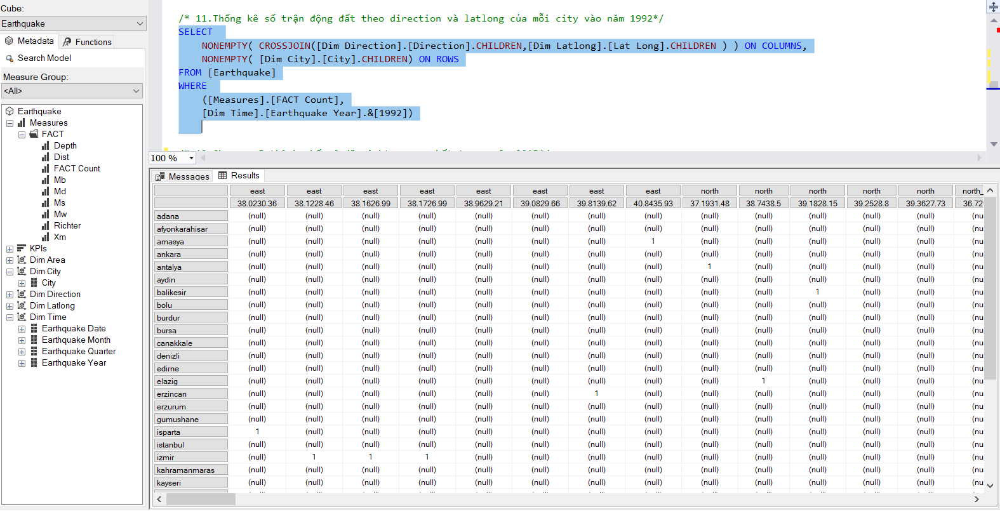 Cube:
Earthquake
Metadata
Functions
Search Model
Measure Group:
<All>
Earthquake
Measures
FACT
Depth
Dist
FACT Count
Mb
Md
Ms
Mw
Richter
Xm
KPIs
Dim Area
Dim City
City
Dim Direction
Dim Latlong
Dim Time
Earthquake Date
Earthquake Month
Earthquake Quarter
Earthquake Year
/* 11.Thống kê số trận động đất theo direction và latlong của mỗi city vào năm 1992*/
SELECT
NONEMPTY( CROSSJOIN([Dim Direction].[Direction].CHILDREN,[Dim Latlong].[Lat Long].CHILDREN ) ) ON COLUMNS,
NONEMPTY( [Dim City].[City].CHILDREN) ON ROWS
FROM [Earthquake]
WHERE
([Measures].[FACT Count],
[Dim Time].[Earthquake Year].&[1992])
100 %
Messages
Results
east east east east east east east east north north north north north north_
38.0230.36 38.1228.46 38.1626.99 38.1726.99 38.9629.21 39.0829.66 39.8139.62 40.8435.93 37.1931.48 38.7438.5 39.1828.15 39.2528.8 39.3627.73 36.72
adana (null) (null) (null) (null) (null) (null) (null) (null) (null) (null) (null) (null) (null) (nu
afyonkarahisar (null) (null) (null) (null) (null) (null) (null) (null) (null) (null) (null) (null) (null) (nu
amasya (null) (null) (null) (null) (null) (null) (null) 1 (null) (null) (null) (null) (null) (nu
ankara (null) (null) (null) (null) (null) (null) (null) (null) (null) (null) (null) (null) (null) (nu
antalya (null) (null) (null) (null) (null) (null) (null) (null) 1 (null) (null) (null) (null) (nu
aydin (null) (null) (null) (null) (null) (null) (null) (null) (null) (null) (null) (null) (null) (nu
balikesir (null) (null) (null) (null) (null) (null) (null) (null) (null) (null) 1 (null) (null) (nu
bolu (null) (null) (null) (null) (null) (null) (null) (null) (null) (null) (null) (null) (null) (nu
burdur (null) (null) (null) (null) (null) (null) (null) (null) (null) (null) (null) (null) (null) (nu
bursa (null) (null) (null) (null) (null) (null) (null) (null) (null) (null) (null) (null) (null) (nu
canakkale (null) (null) (null) (null) (null) (null) (null) (null) (null) (null) (null) (null) (null) (nu
denizli (null) (null) (null) (null) (null) (null) (null) (null) (null) (null) (null) (null) (null) (nu
edirne (null) (null) (null) (null) (null) (null) (null) (null) (null) (null) (null) (null) (null) (nu
elazig (null) (null) (null) (null) (null) (null) (null) (null) (null) 1 (null) (null) (null) (nu
erzincan (null) (null) (null) (null) (null) (null) 1 (null) (null) (null) (null) (null) (null) (nu
erzurum (null) (null) (null) (null) (null) (null) (null) (null) (null) (null) (null) (null) (null) (nu
gumushane (null) (null) (null) (null) (null) (null) (null) (null) (null) (null) (null) (null) (null) (nu
isparta 1 (null) (null) (null) (null) (null) (null) (null) (null) (null) (null) (null) (null) (nu
istanbul (null) (null) (null) (null) (null) (null) (null) (null) (null) (null) (null) (null) (null) (nu
izmir (null) 1 1 1 (null) (null) (null) (null) (null) (null) (null) (null) (null) (nu
kahramanmaras (null) (null) (null) (null) (null) (null) (null) (null) (null) (null) (null) (null) (null) (nu
kayseri (null) (null) (null) (null) (null) (null) (null) (null) (null) (null) (null) (null) (null) (nu